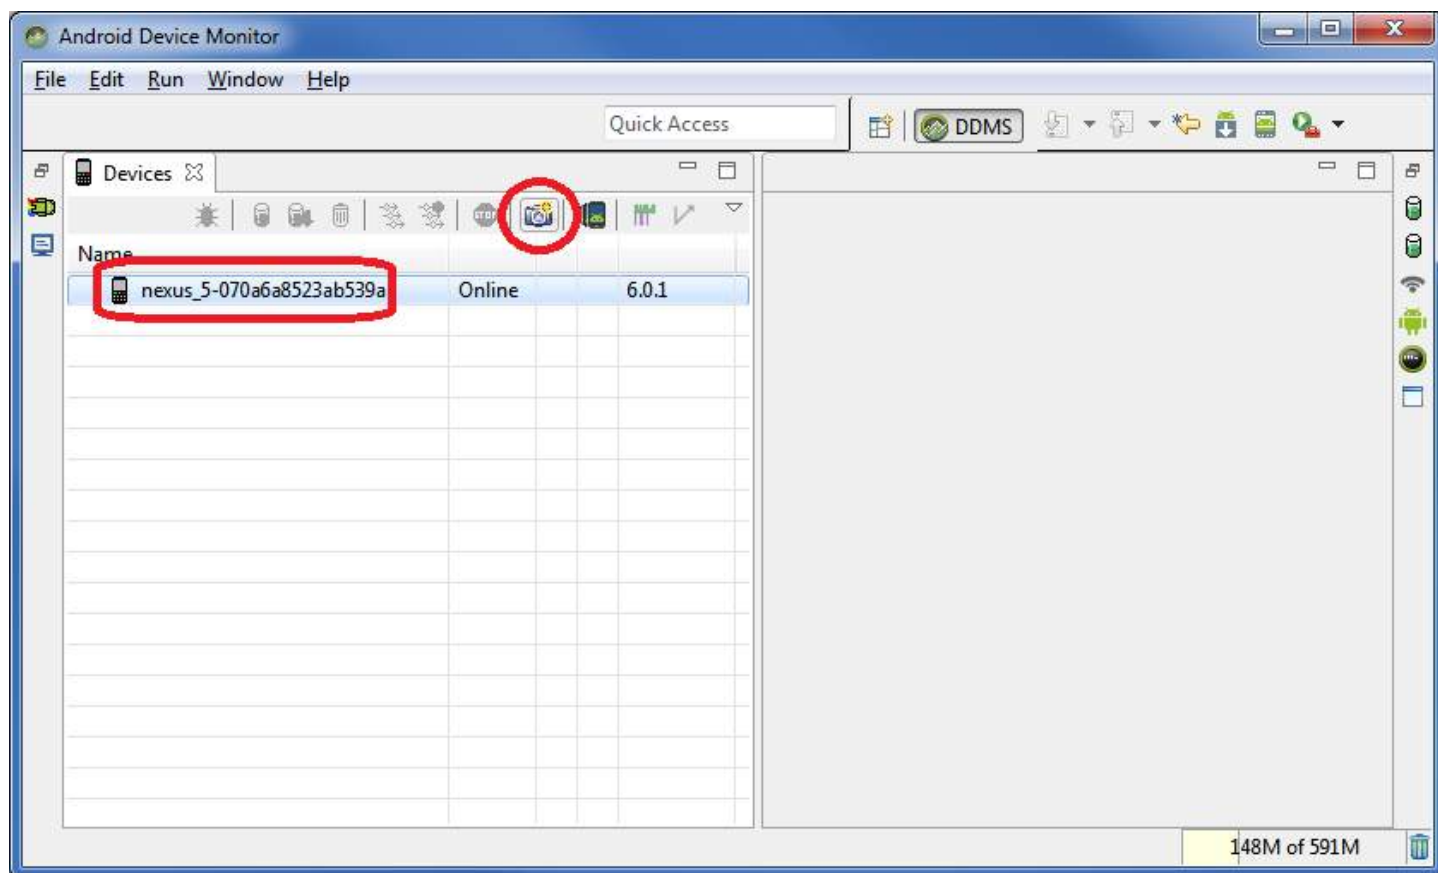 Android Device Monitor
File Edit Run Window Help
Quick Access
DDMS
Devices
STOP
Name
nexus_5-070a6a8523ab539a Online 6.0.1
148M of 591M